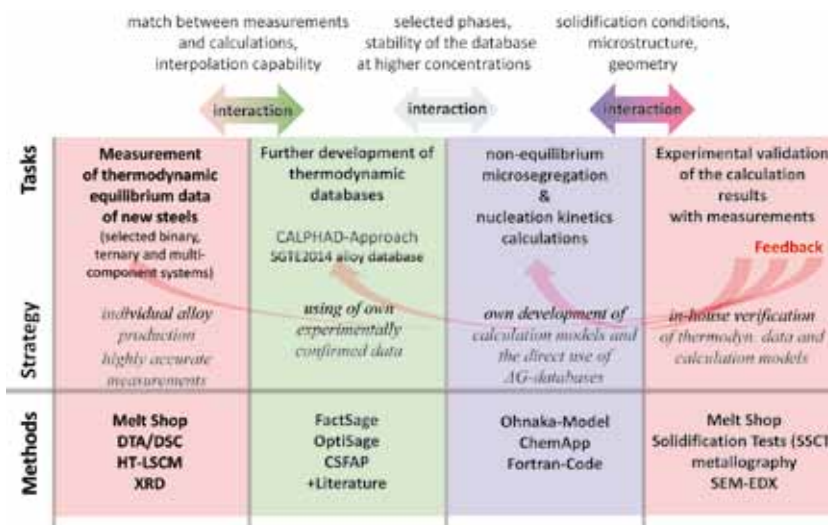 match between measurements
and calculations,
interpolation capability
selected phases,
stability of the database
at higher concentrations
solidification conditions,
microstructure,
geometry
interaction
interaction
interaction
Tasks
Measurement
of thermodynamic
equilibrium data
of new steels
(selected binary,
ternary and multi-
component systems)
Further development of
thermodynamic
databases
CALPHAD-Approach
SGTE2014 alloy database
non-equilibrium
microsegregation
&
nucleation kinetics
calculations
Experimental validation
of the calculation
results
with measurements
Feedback
Strategy
individual alloy
production
highly accurate
measurements
using of own
experimentally
confirmed data
own development of
calculation models and
the direct use of
ΔG-databases
in-house verification
of thermodyn. data and
calculation models
Methods
Melt Shop
DTA/DSC
HT-LSCM
XRD
FactSage
OptiSage
CSFAP
+Literature
Ohnaka-Model
ChemApp
Fortran-Code
Melt Shop
Solidification Tests (SSCT
metallography
SEM-EDX